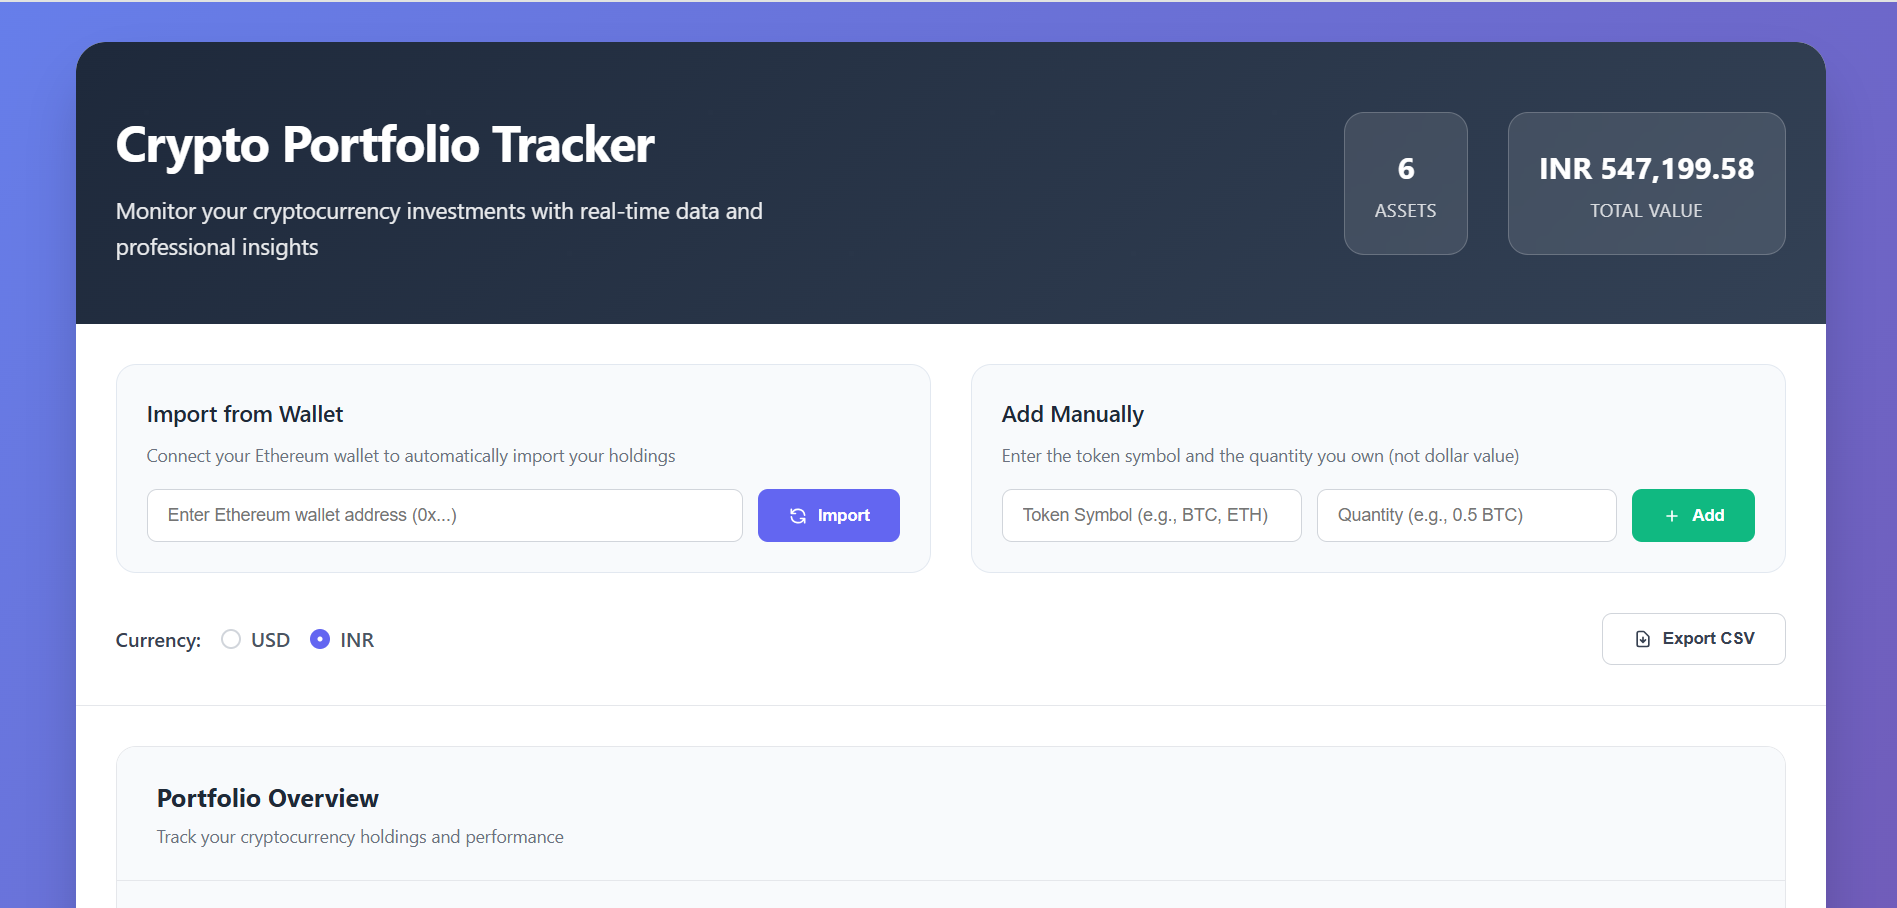 Crypto Portfolio Tracker
Monitor your cryptocurrency investments with real-time data and
professional insights
6
ASSETS
INR 547,199.58
TOTAL VALUE
Import from Wallet
Connect your Ethereum wallet to automatically import your holdings
Enter Ethereum wallet address (0x...)
Import
Add Manually
Enter the token symbol and the quantity you own (not dollar value)
Token Symbol (e.g., BTC, ETH)
Quantity (e.g., 0.5 BTC)
+ Add
Currency:
USD
INR
Export CSV
Portfolio Overview
Track your cryptocurrency holdings and performance